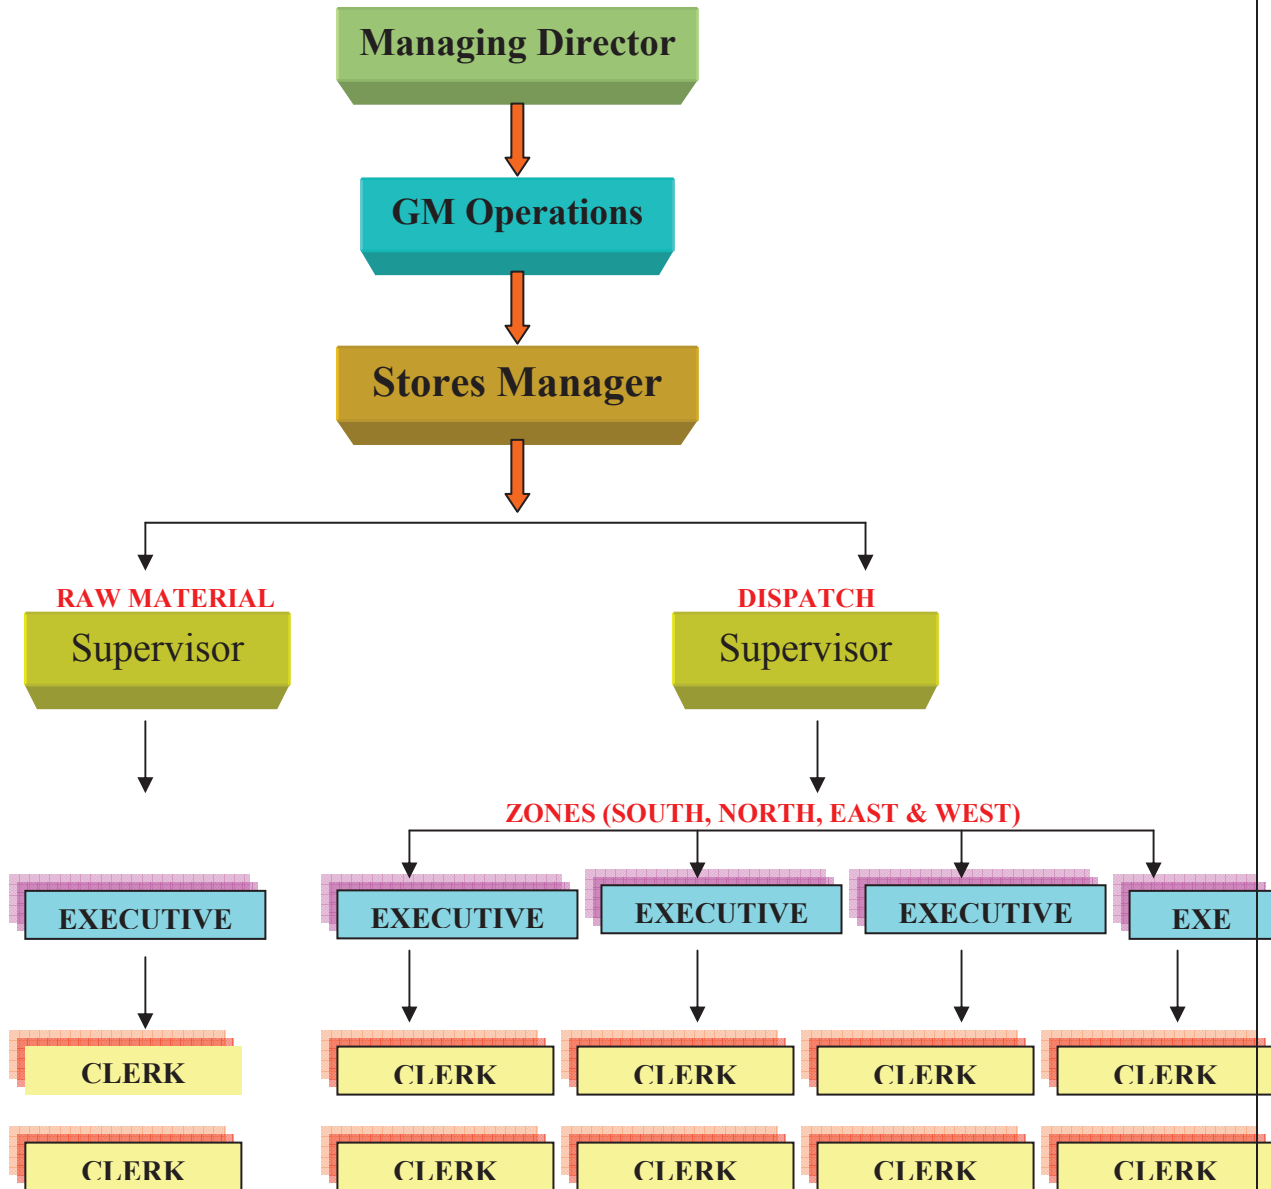 Managing Director
GM Operations
Stores Manager
RAW MATERIAL
DISPATCH
Supervisor
Supervisor
ZONES (SOUTH, NORTH, EAST & WEST)
EXECUTIVE
EXECUTIVE
EXECUTIVE
EXECUTIVE
EXE
CLERK
CLERK
CLERK
CLERK
CLERK
CLERK
CLERK
CLERK
CLERK
CLERK